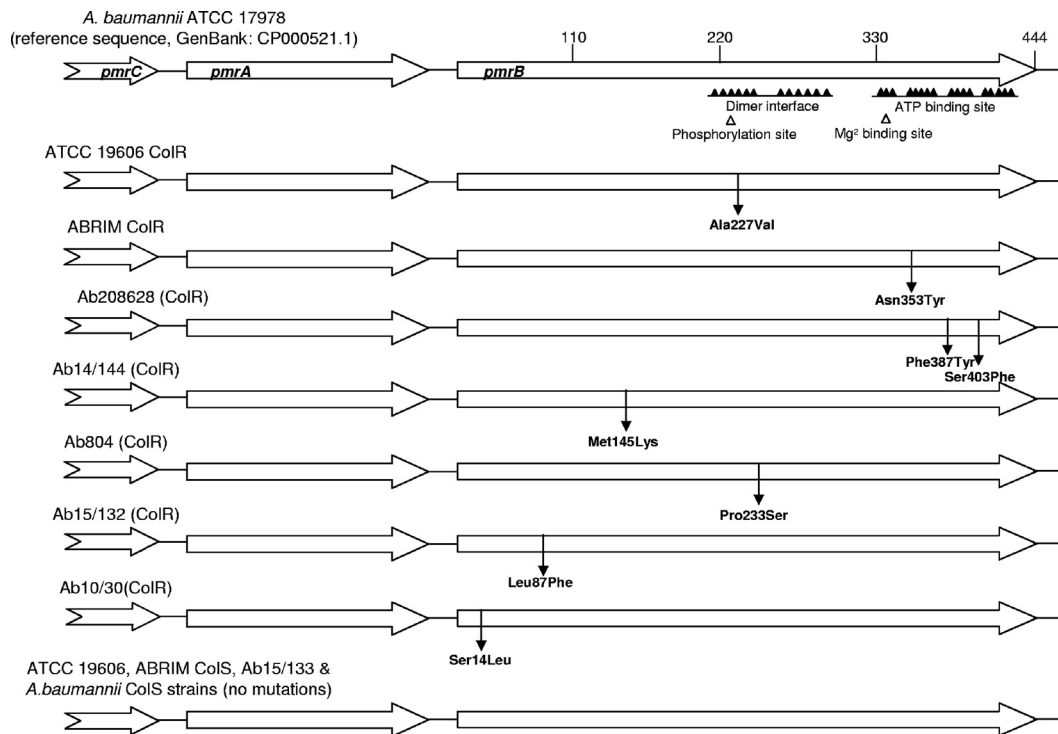 A. baumannii ATCC 17978
(reference sequence, GenBank: CP000521.1)
110 220 330 444
pmrC pmrA pmrB
Dimer interface ATP binding site
Phosphorylation site Mg² binding site
ATCC 19606 ColR
Ala227Val
ABRIM ColR
Asn353Tyr
Ab208628 (ColR)
Phe387Tyr
Ser403Phe
Ab14/144 (ColR)
Met145Lys
Ab804 (ColR)
Pro233Ser
Ab15/132 (ColR)
Leu87Phe
Ab10/30(ColR)
Ser14Leu
ATCC 19606, ABRIM ColS, Ab15/133 &
A.baumannii ColS strains (no mutations)